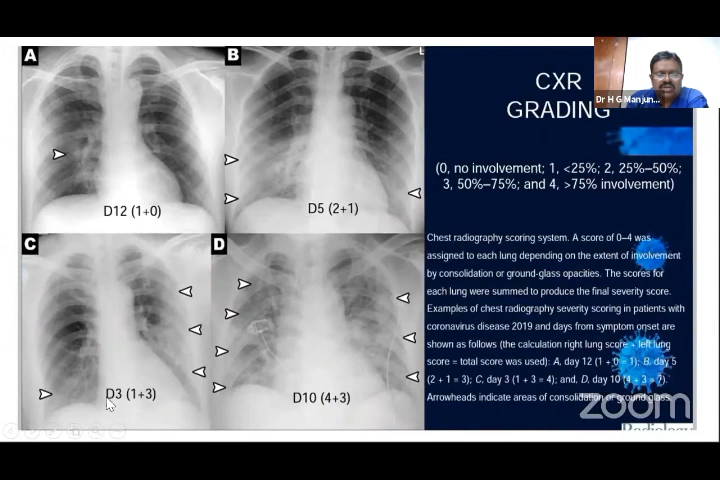 A
B
L
D12 (1+0)
D5 (2+1)
C
D
D3 (1+3)
D10 (4+3)
Dr H G Manjun...
CXR
GRADING
(0, no involvement; 1, <25%; 2, 25%–50%;
3, 50%–75%; and 4, >75% involvement)
Chest radiography scoring system. A score of 0–4 was
assigned to each lung depending on the extent of involvement
by consolidation or ground-glass opacities. The scores for
each lung were summed to produce the final severity score.
Examples of chest radiography severity scoring in patients with
coronavirus disease 2019 and days from symptom onset are
shown as follows (the calculation right lung score + left lung
score = total score was used): A, day 12 (1 + 0 = 1); B, day 5
(2 + 1 = 3); C, day 3 (1 + 3 = 4); and, D, day 10 (4 + 3 = 7).
Arrowheads indicate areas of consolidation or ground glass
zoom
Radiology